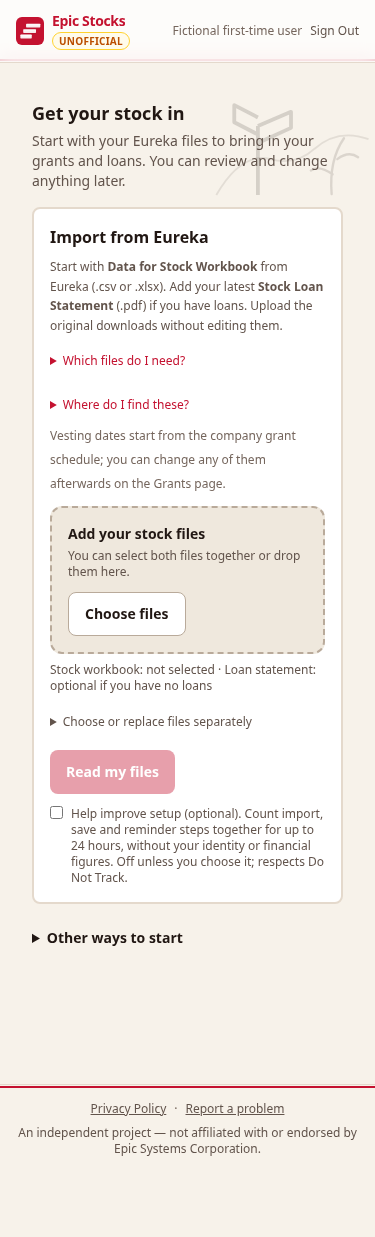 Epic Stocks
UNOFFICIAL
Fictional first-time user Sign Out
Get your stock in
Start with your Eureka files to bring in your
grants and loans. You can review and change
anything later.
Import from Eureka
Start with Data for Stock Workbook from
Eureka (.csv or .xlsx). Add your latest Stock Loan
Statement (.pdf) if you have loans. Upload the
original downloads without editing them.
Which files do I need?
Where do I find these?
Vesting dates start from the company grant
schedule; you can change any of them
afterwards on the Grants page.
Add your stock files
You can select both files together or drop
them here.
Choose files
Stock workbook: not selected · Loan statement:
optional if you have no loans
Choose or replace files separately
Read my files
Help improve setup (optional). Count import,
save and reminder steps together for up to
24 hours, without your identity or financial
figures. Off unless you choose it; respects Do
Not Track.
Other ways to start
Privacy Policy · Report a problem
An independent project — not affiliated with or endorsed by
Epic Systems Corporation.